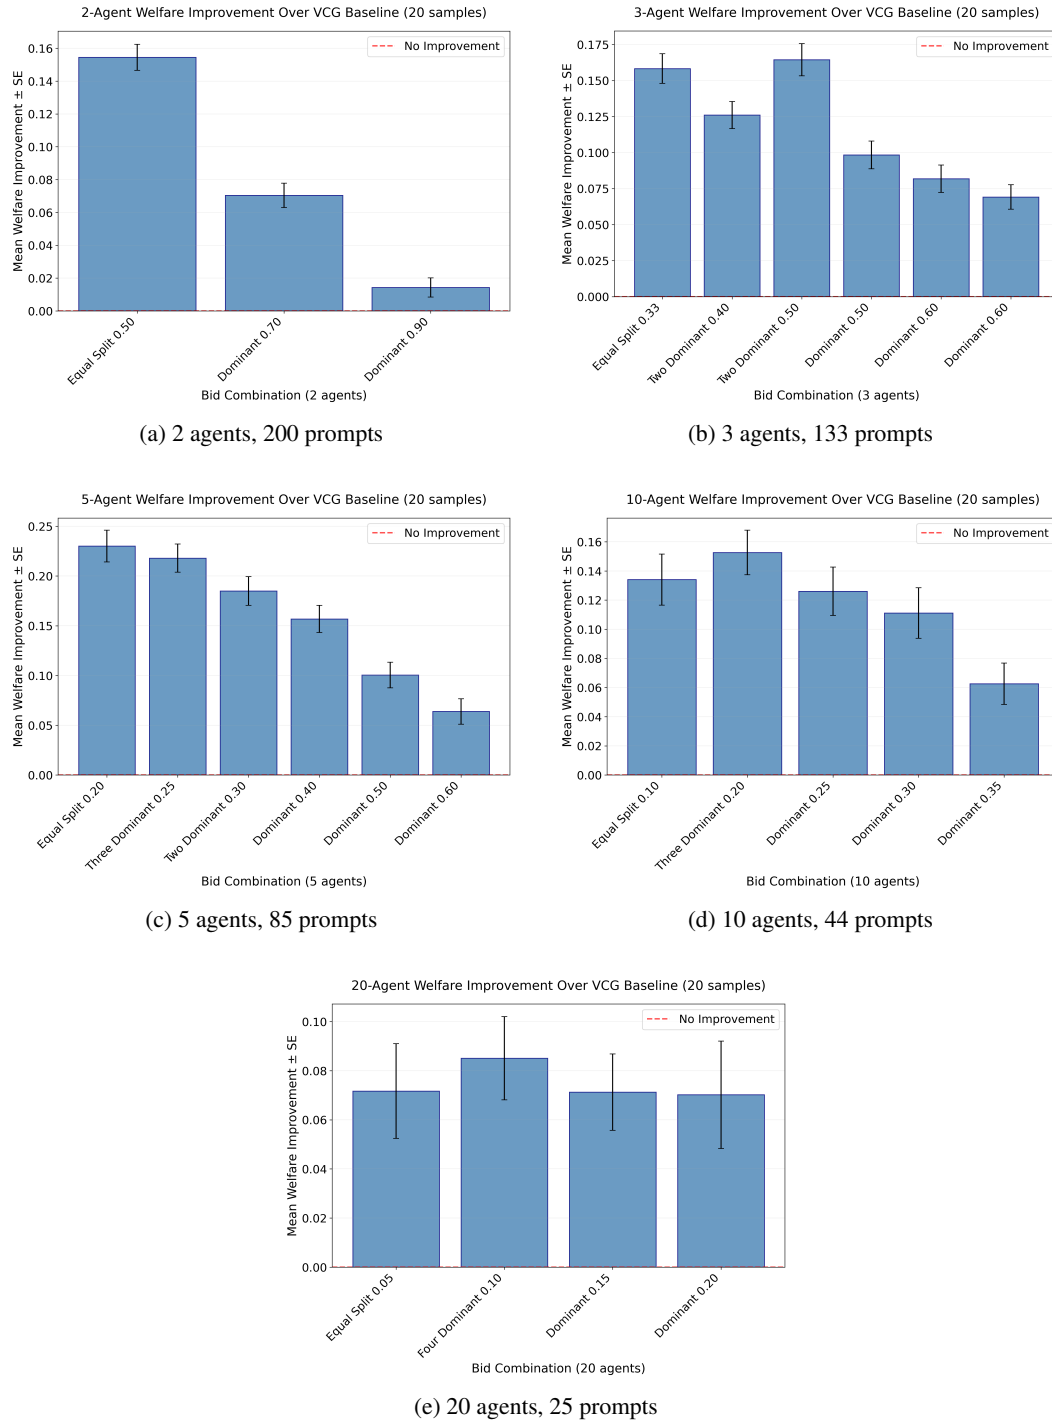 2-Agent Welfare Improvement Over VCG Baseline (20 samples)
No Improvement
Mean Welfare Improvement ± SE
0.16
0.14
0.12
0.10
0.08
0.06
0.04
0.02
0.00
Equal Split 0.50
Dominant 0.70
Dominant 0.90
Bid Combination (2 agents)
(a) 2 agents, 200 prompts
3-Agent Welfare Improvement Over VCG Baseline (20 samples)
No Improvement
Mean Welfare Improvement ± SE
0.175
0.150
0.125
0.100
0.075
0.050
0.025
0.000
Equal Split 0.33
Two Dominant 0.40
Two Dominant 0.50
Dominant 0.50
Dominant 0.60
Dominant 0.60
Bid Combination (3 agents)
(b) 3 agents, 133 prompts
5-Agent Welfare Improvement Over VCG Baseline (20 samples)
No Improvement
Mean Welfare Improvement ± SE
0.25
0.20
0.15
0.10
0.05
0.00
Equal Split 0.20
Three Dominant 0.25
Two Dominant 0.30
Dominant 0.40
Dominant 0.50
Dominant 0.60
Bid Combination (5 agents)
(c) 5 agents, 85 prompts
10-Agent Welfare Improvement Over VCG Baseline (20 samples)
No Improvement
Mean Welfare Improvement ± SE
0.16
0.14
0.12
0.10
0.08
0.06
0.04
0.02
0.00
Equal Split 0.10
Three Dominant 0.20
Dominant 0.25
Dominant 0.30
Dominant 0.35
Bid Combination (10 agents)
(d) 10 agents, 44 prompts
20-Agent Welfare Improvement Over VCG Baseline (20 samples)
No Improvement
Mean Welfare Improvement ± SE
0.10
0.08
0.06
0.04
0.02
0.00
Equal Split 0.05
Four Dominant 0.10
Dominant 0.15
Dominant 0.20
Bid Combination (20 agents)
(e) 20 agents, 25 prompts